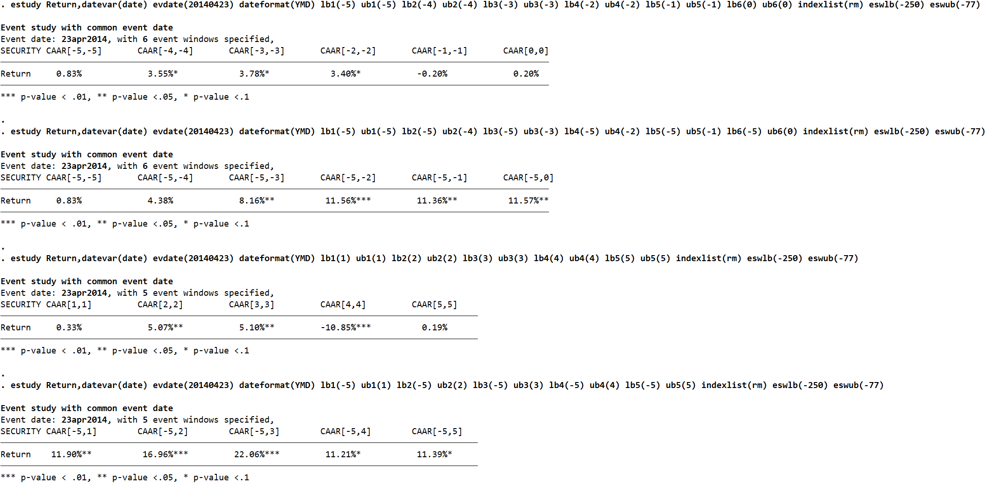 . estudy Return,datevar(date) evdate(20140423) dateformat(YMD) lb1(-5) ub1(-5) lb2(-4) ub2(-4) lb3(-3) ub3(-3) lb4(-2) ub4(-2) lb5(-1) ub5(-1) lb6(0) ub6(0) indexlist(rm) eswlb(-250) eswub(-77)
Event study with common event date
Event date: 23apr2014, with 6 event windows specified,
SECURITY CAAR[-5,-5] CAAR[-4,-4] CAAR[-3,-3] CAAR[-2,-2] CAAR[-1,-1] CAAR[0,0]
Return 0.83% 3.55%* 3.78%* 3.40%* -0.20% 0.20%
*** p-value < .01, ** p-value <.05, * p-value <.1
.
. estudy Return,datevar(date) evdate(20140423) dateformat(YMD) lb1(-5) ub1(-5) lb2(-5) ub2(-4) lb3(-5) ub3(-3) lb4(-5) ub4(-2) lb5(-5) ub5(-1) lb6(-5) ub6(0) indexlist(rm) eswlb(-250) eswub(-77)
Event study with common event date
Event date: 23apr2014, with 6 event windows specified,
SECURITY CAAR[-5,-5] CAAR[-5,-4] CAAR[-5,-3] CAAR[-5,-2] CAAR[-5,-1] CAAR[-5,0]
Return 0.83% 4.38% 8.16%** 11.56%*** 11.36%** 11.57%**
*** p-value < .01, ** p-value <.05, * p-value <.1
.
. estudy Return,datevar(date) evdate(20140423) dateformat(YMD) lb1(1) ub1(1) lb2(2) ub2(2) lb3(3) ub3(3) lb4(4) ub4(4) lb5(5) ub5(5) indexlist(rm) eswlb(-250) eswub(-77)
Event study with common event date
Event date: 23apr2014, with 5 event windows specified,
SECURITY CAAR[1,1] CAAR[2,2] CAAR[3,3] CAAR[4,4] CAAR[5,5]
Return 0.33% 5.07%** 5.10%** -10.85%*** 0.19%
*** p-value < .01, ** p-value <.05, * p-value <.1
.
. estudy Return,datevar(date) evdate(20140423) dateformat(YMD) lb1(-5) ub1(1) lb2(-5) ub2(2) lb3(-5) ub3(3) lb4(-5) ub4(4) lb5(-5) ub5(5) indexlist(rm) eswlb(-250) eswub(-77)
Event study with common event date
Event date: 23apr2014, with 5 event windows specified,
SECURITY CAAR[-5,1] CAAR[-5,2] CAAR[-5,3] CAAR[-5,4] CAAR[-5,5]
Return 11.90%** 16.96%*** 22.06%*** 11.21%* 11.39%*
*** p-value < .01, ** p-value <.05, * p-value <.1